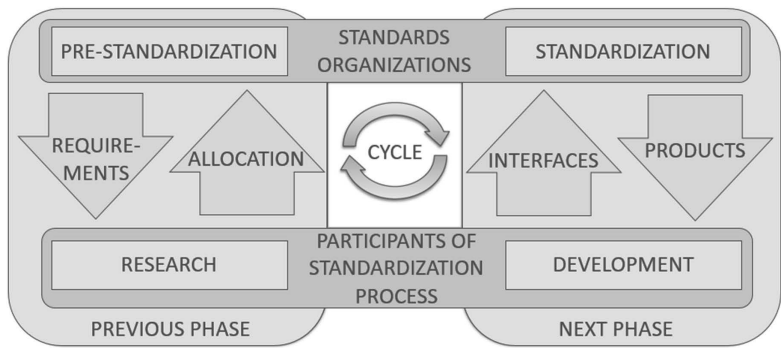 PRE-STANDARDIZATION
STANDARDS
ORGANIZATIONS
STANDARDIZATION
REQUIRE-
MENTS
ALLOCATION
CYCLE
INTERFACES
PRODUCTS
RESEARCH
PARTICIPANTS OF
STANDARDIZATION
PROCESS
DEVELOPMENT
PREVIOUS PHASE
NEXT PHASE